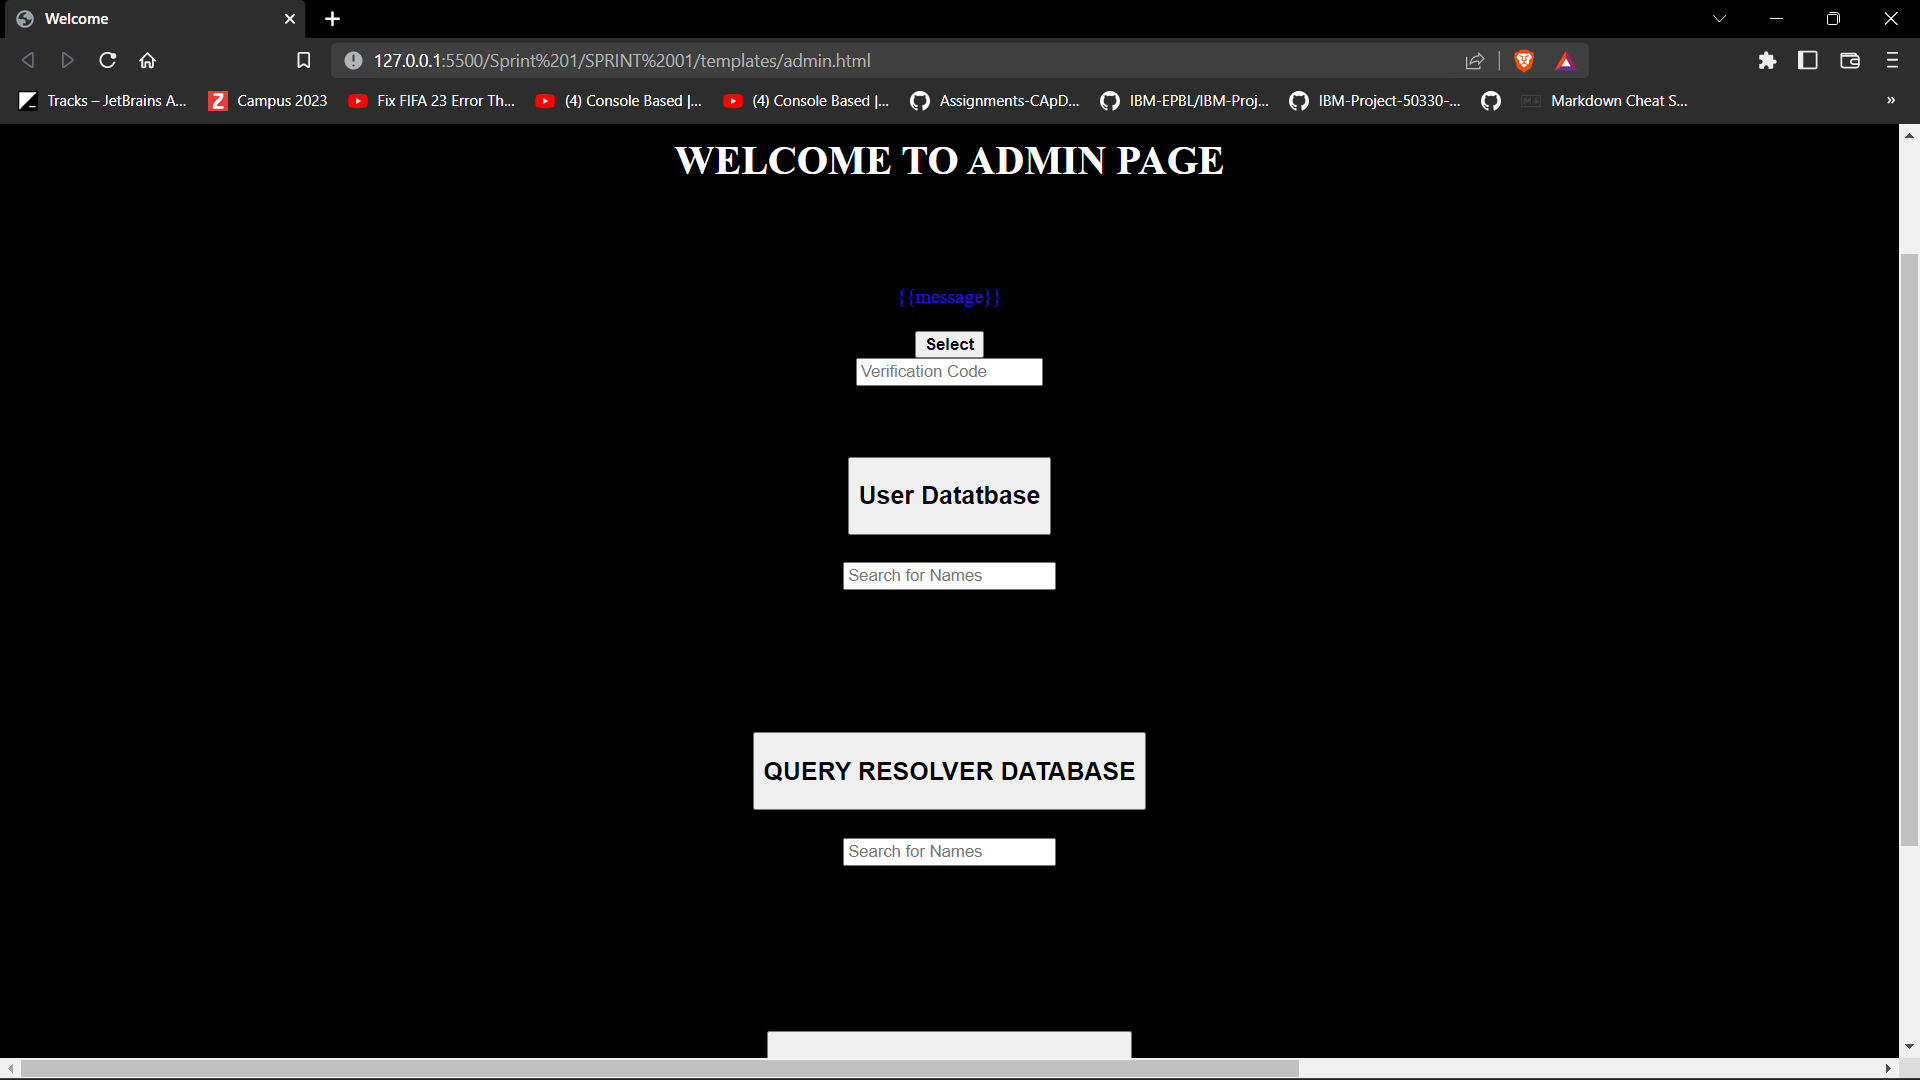 Welcome
127.0.0.1:5500/Sprint%201/SPRINT%2001/templates/admin.html
Tracks – JetBrains A...
Campus 2023
Fix FIFA 23 Error Th...
(4) Console Based |...
(4) Console Based |...
Assignments-CApD...
IBM-EPBL/IBM-Proj...
IBM-Project-50330-...
Markdown Cheat S...
WELCOME TO ADMIN PAGE
{{message}}
Select
Verification Code
User Datatbase
Search for Names
QUERY RESOLVER DATABASE
Search for Names